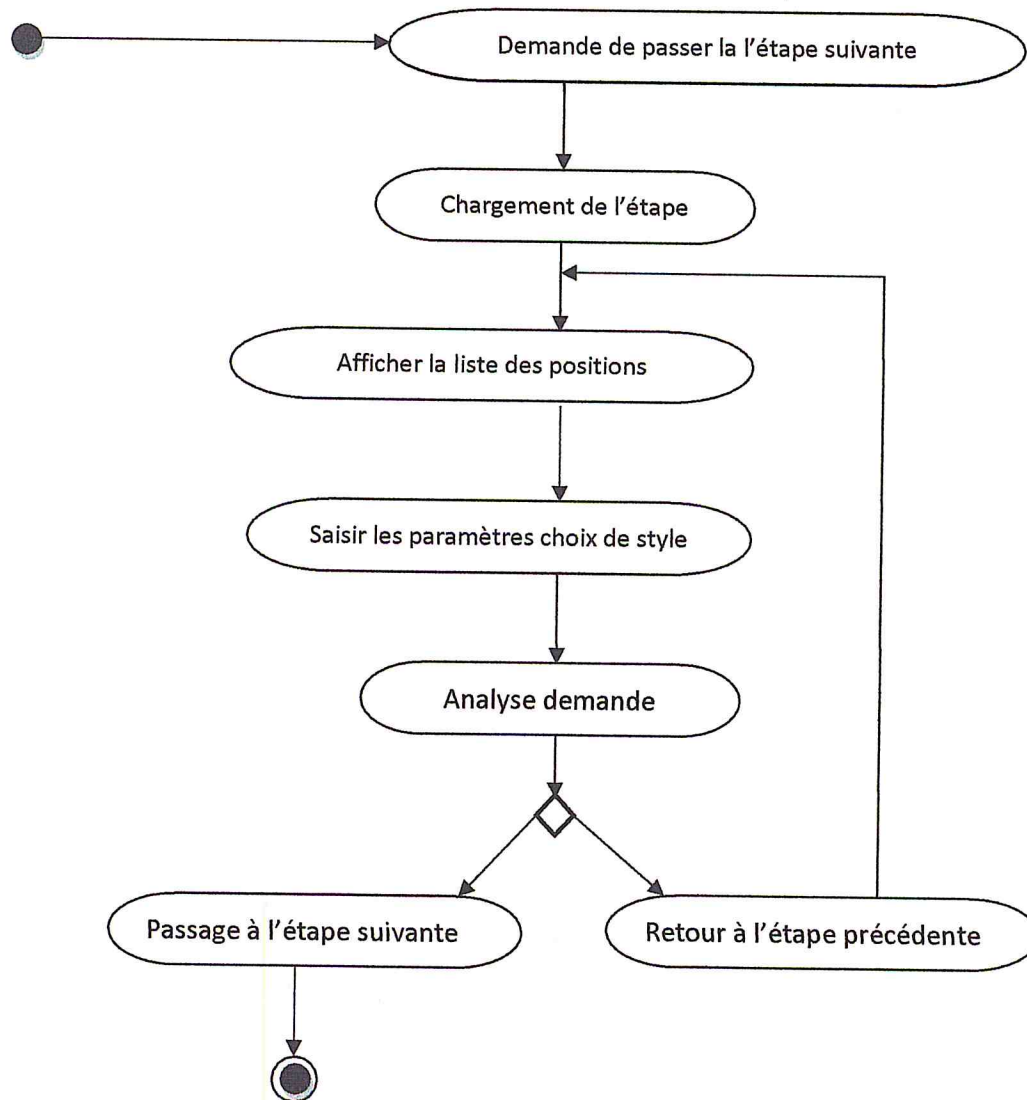 Demande de passer la l'étape suivante
Chargement de l'étape
Afficher la liste des positions
Saisir les paramètres choix de style
Analyse demande
Passage à l'étape suivante
Retour à l'étape précédente